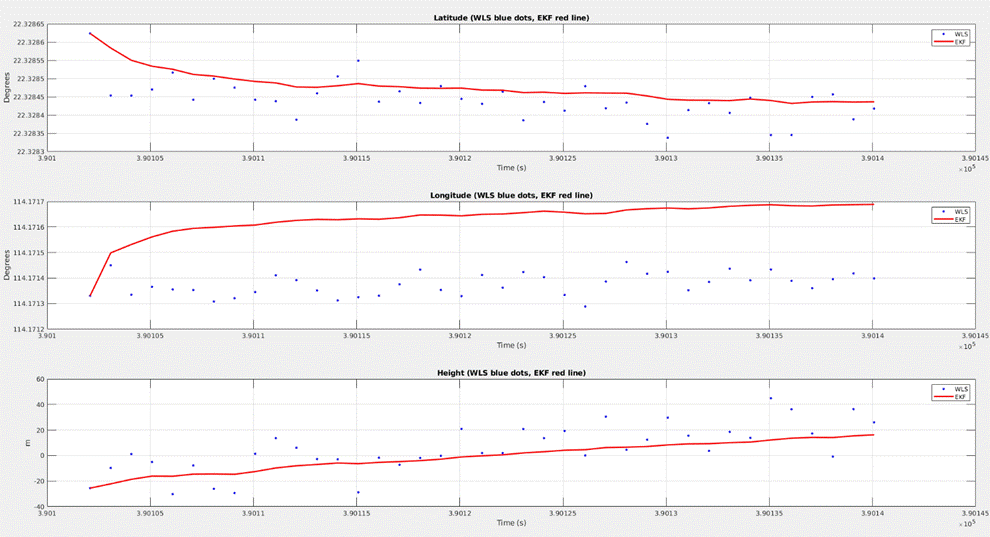 Latitude (WLS blue dots, EKF red line)
22.32865
22.3286
22.32855
22.3285
22.32845
22.3284
22.32835
22.3283
Degrees
WLS
EKF
3.901 3.90105 3.9011 3.90115 3.9012 3.90125 3.9013 3.90135 3.9014 3.90145
Time (s)
×10^5
Longitude (WLS blue dots, EKF red line)
114.1717
114.1716
114.1715
114.1714
114.1713
114.1712
Degrees
WLS
EKF
3.901 3.90105 3.9011 3.90115 3.9012 3.90125 3.9013 3.90135 3.9014 3.90145
Time (s)
×10^5
Height (WLS blue dots, EKF red line)
60
40
20
0
-20
-40
m
WLS
EKF
3.901 3.90105 3.9011 3.90115 3.9012 3.90125 3.9013 3.90135 3.9014 3.90145
Time (s)
×10^5